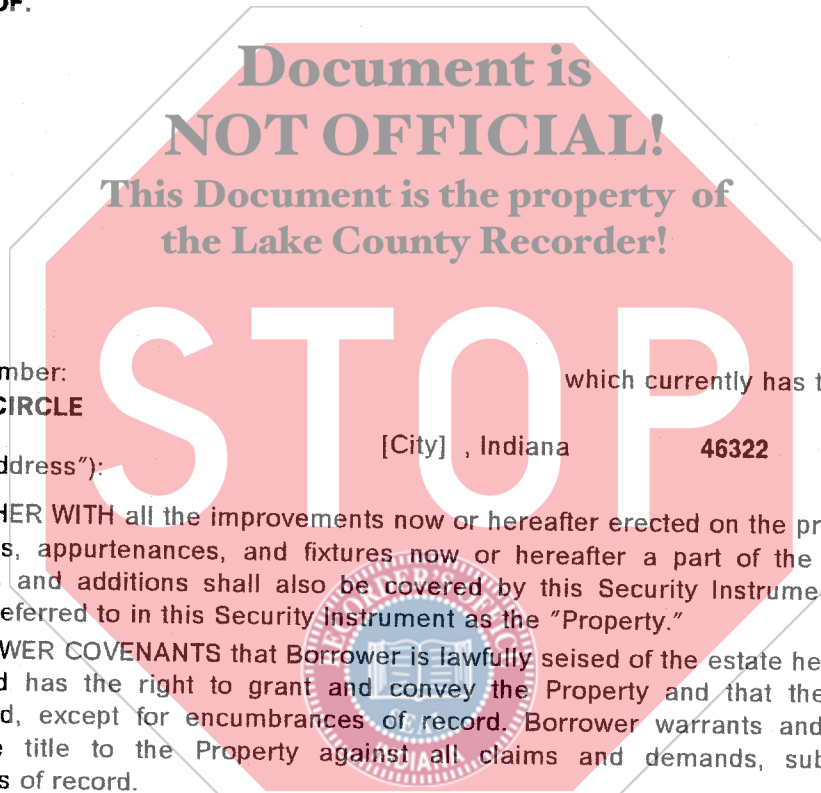 OF.
Document is
NOT OFFICIAL!
This Document is the property of
the Lake County Recorder!
STOP
mber:
which currently has t
CIRCLE
[City] , Indiana 46322
ddress"):
HER WITH all the improvements now or hereafter erected on the pr
s, appurtenances, and fixtures now or hereafter a part of the
and additions shall also be covered by this Security Instrume
eferred to in this Security Instrument as the "Property."
WER COVENANTS that Borrower is lawfully seised of the estate he
d has the right to grant and convey the Property and that the
d, except for encumbrances of record. Borrower warrants and
e title to the Property against all claims and demands, sub
s of record.
RECORDER'S OFFICE
SEAL
INDIANA